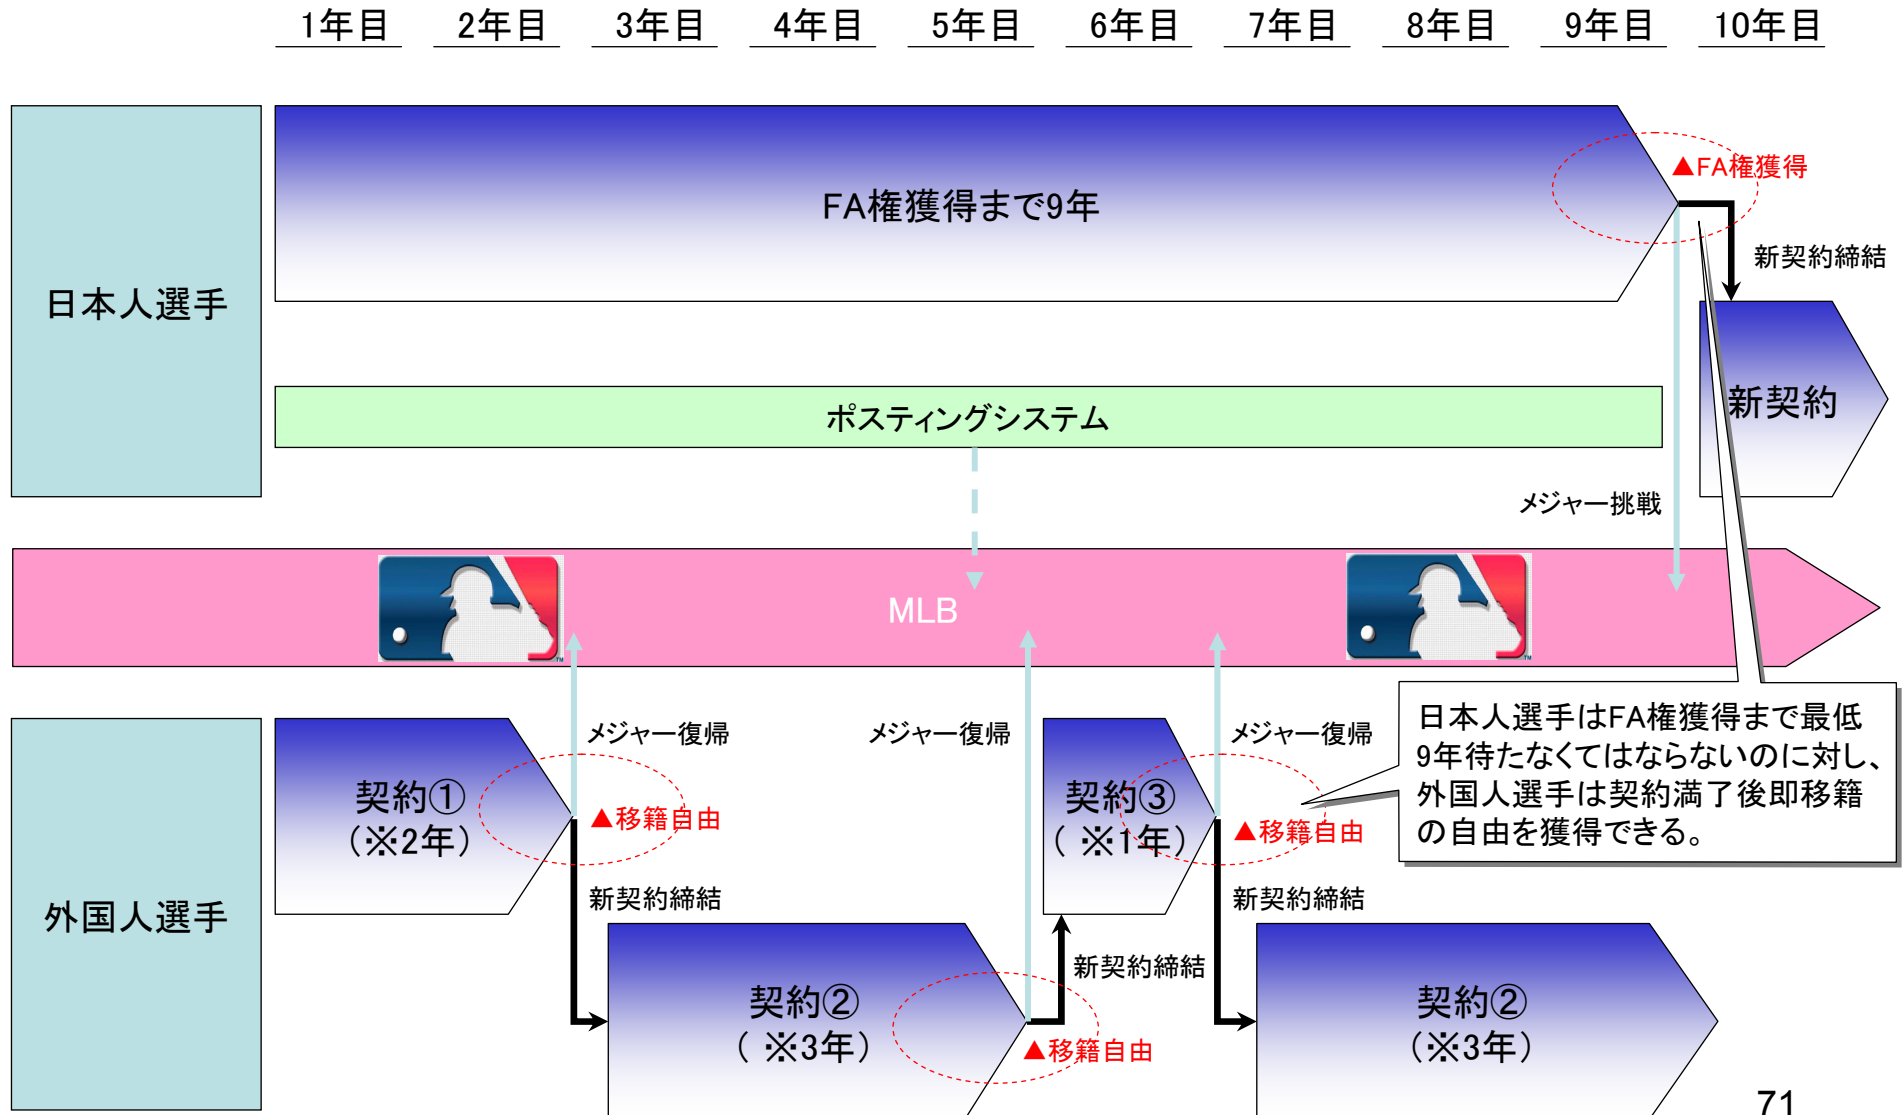 1年目 2年目 3年目 4年目 5年目 6年目 7年目 8年目 9年目 10年目
日本人選手
FA権獲得まで9年
▲FA権獲得
新契約締結
新契約
ポスティングシステム
メジャー挑戦
MLB
外国人選手
契約①
(※2年)
メジャー復帰
▲移籍自由
新契約締結
契約②
( ※3年)
メジャー復帰
▲移籍自由
新契約締結
契約③
( ※1年)
メジャー復帰
▲移籍自由
新契約締結
契約②
(※3年)
日本人選手はFA権獲得まで最低
9年待たなくてはならないのに対し、
外国人選手は契約満了後即移籍
の自由を獲得できる。
71